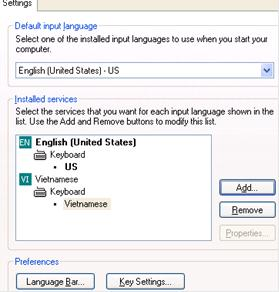 Settings
Default input language
Select one of the installed input languages to use when you start your
computer.
English (United States) - US
Installed services
Select the services that you want for each input language shown in the
list. Use the Add and Remove buttons to modify this list.
EN English (United States)
Keyboard
• US
VI Vietnamese
Keyboard
• Vietnamese
Add...
Remove
Properties...
Preferences
Language Bar...
Key Settings...